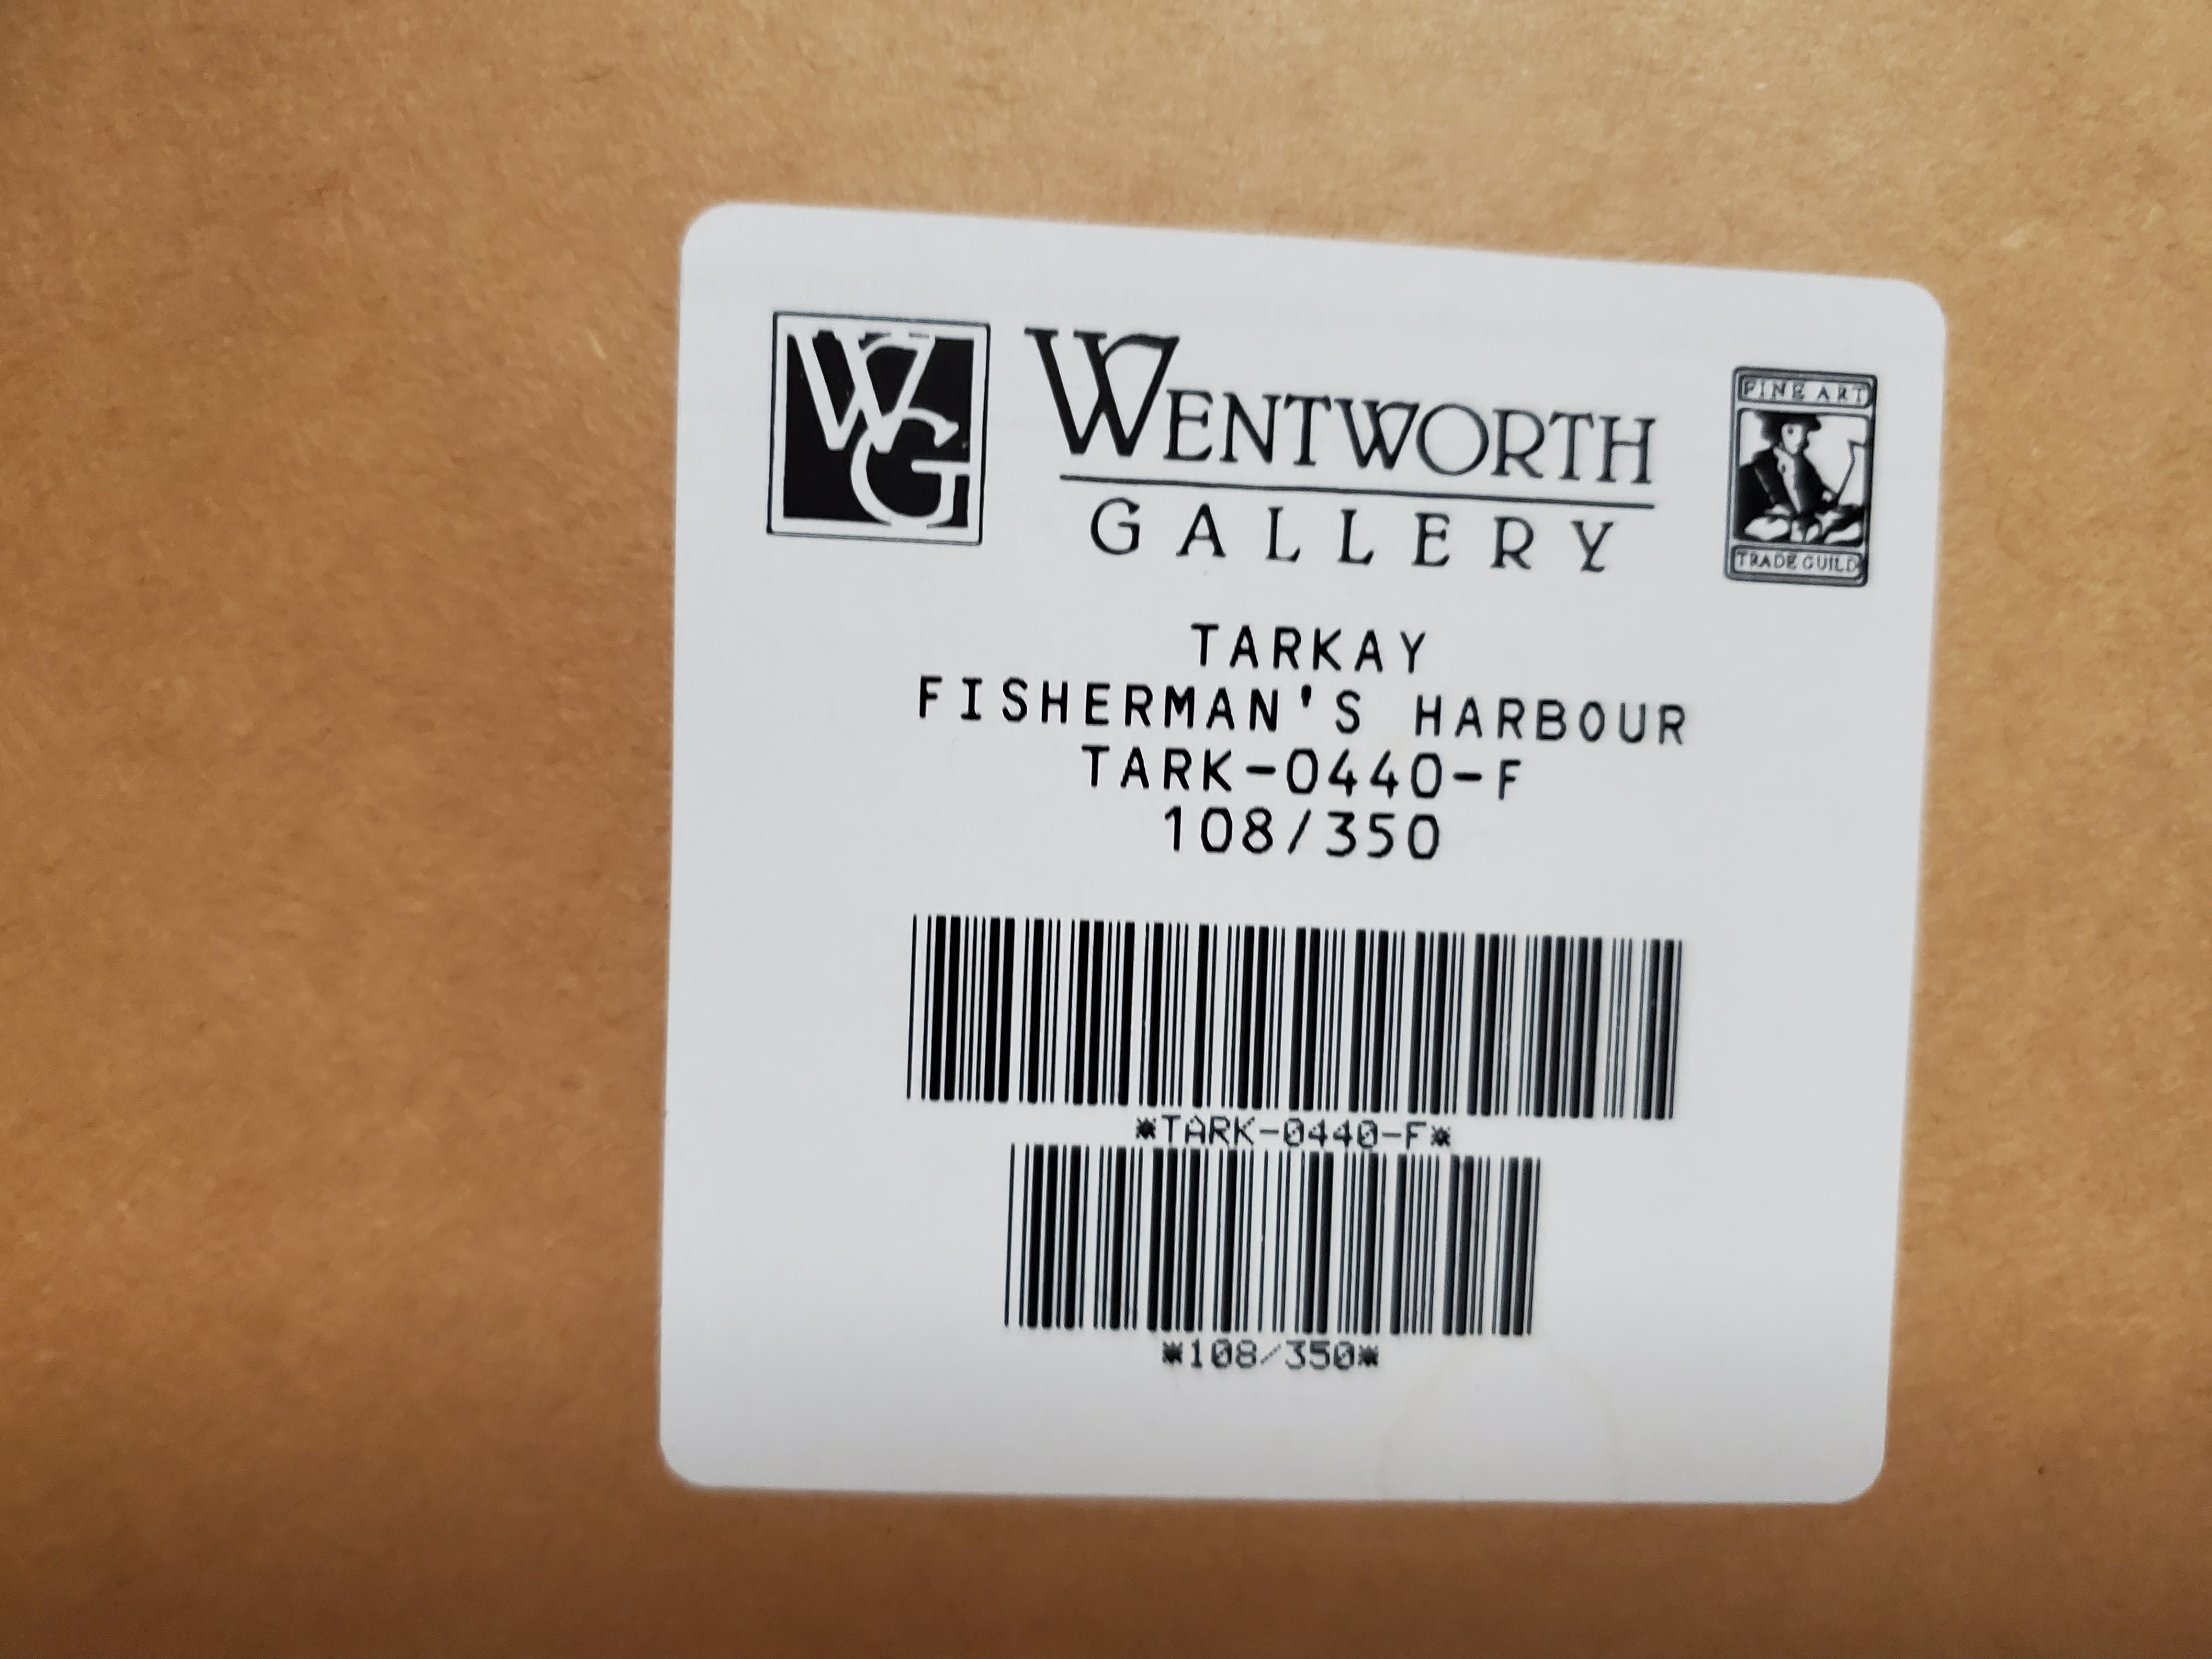 WG
WENTWORTH
GALLERY
FINE ART
TRADE GUILD
TARKAY
FISHERMAN'S HARBOUR
TARK-0440-F
108/350
*TARK-0440-F*
*108/350*